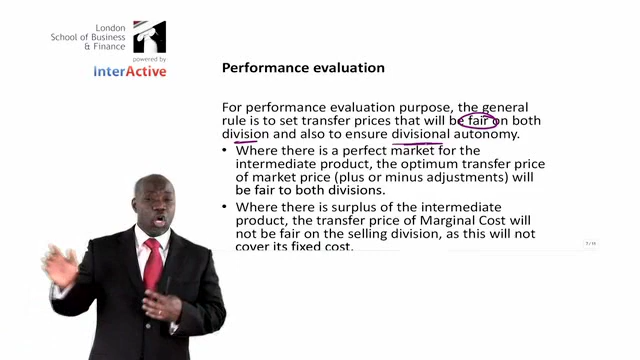 London
School of Business
& Finance
powered by
InterActive
Performance evaluation
For performance evaluation purpose, the general
rule is to set transfer prices that will be fair on both
division and also to ensure divisional autonomy.
• Where there is a perfect market for the
intermediate product, the optimum transfer price
of market price (plus or minus adjustments) will
be fair to both divisions.
• Where there is surplus of the intermediate
product, the transfer price of Marginal Cost will
not be fair on the selling division, as this will not
cover its fixed cost.